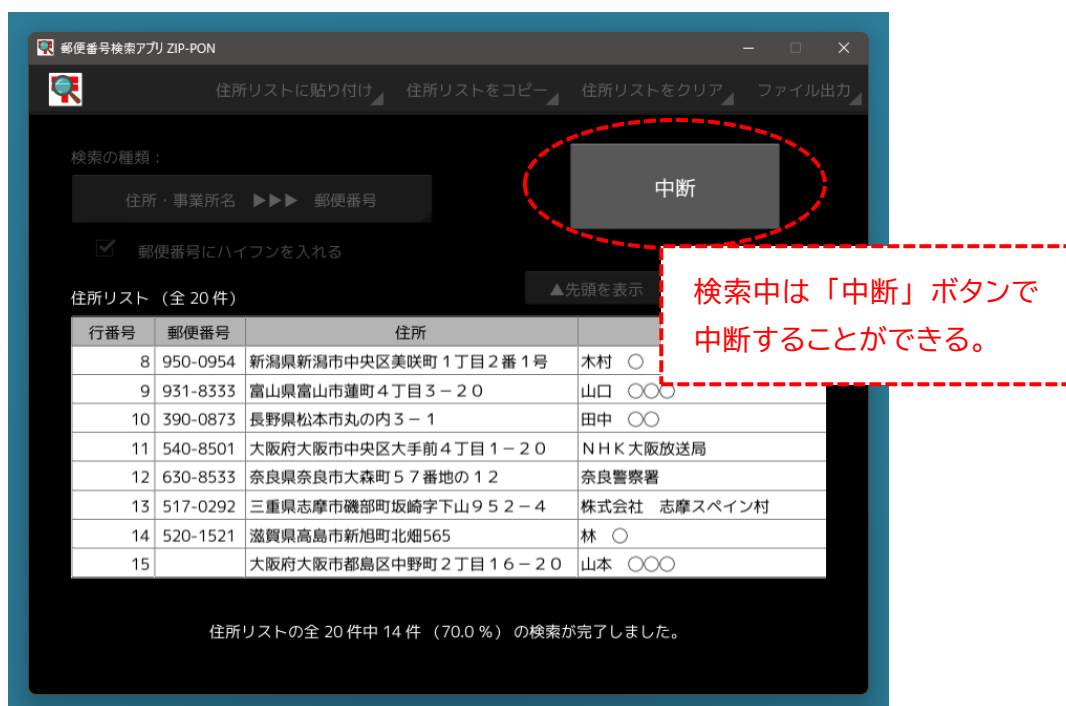 郵便番号検索アプリ ZIP-PON
住所リストに貼り付け 住所リストをコピー 住所リストをクリア ファイル出力
検索の種類：
中断
住所・事業所名 ▶▶▶ 郵便番号
郵便番号にハイフンを入れる
検索中は「中断」ボタンで
中断することができる。
▲先頭を表示
住所リスト （全 20 件）
行番号 郵便番号 住所
8 950-0954 新潟県新潟市中央区美咲町１丁目２番１号 木村 ○
9 931-8333 富山県富山市蓮町４丁目３－２０ 山口 ○○○
10 390-0873 長野県松本市丸の内３－１ 田中 ○○
11 540-8501 大阪府大阪市中央区大手前４丁目１－２０ ＮＨＫ大阪放送局
12 630-8533 奈良県奈良市大森町５７番地の１２ 奈良警察署
13 517-0292 三重県志摩市磯部町坂崎字下山９５２－４ 株式会社　志摩スペイン村
14 520-1521 滋賀県高島市新旭町北畑565 林 ○
15 大阪府大阪市都島区中野町２丁目１６－２０ 山本 ○○○
住所リストの全 20 件中 14 件 （70.0 %） の検索が完了しました。